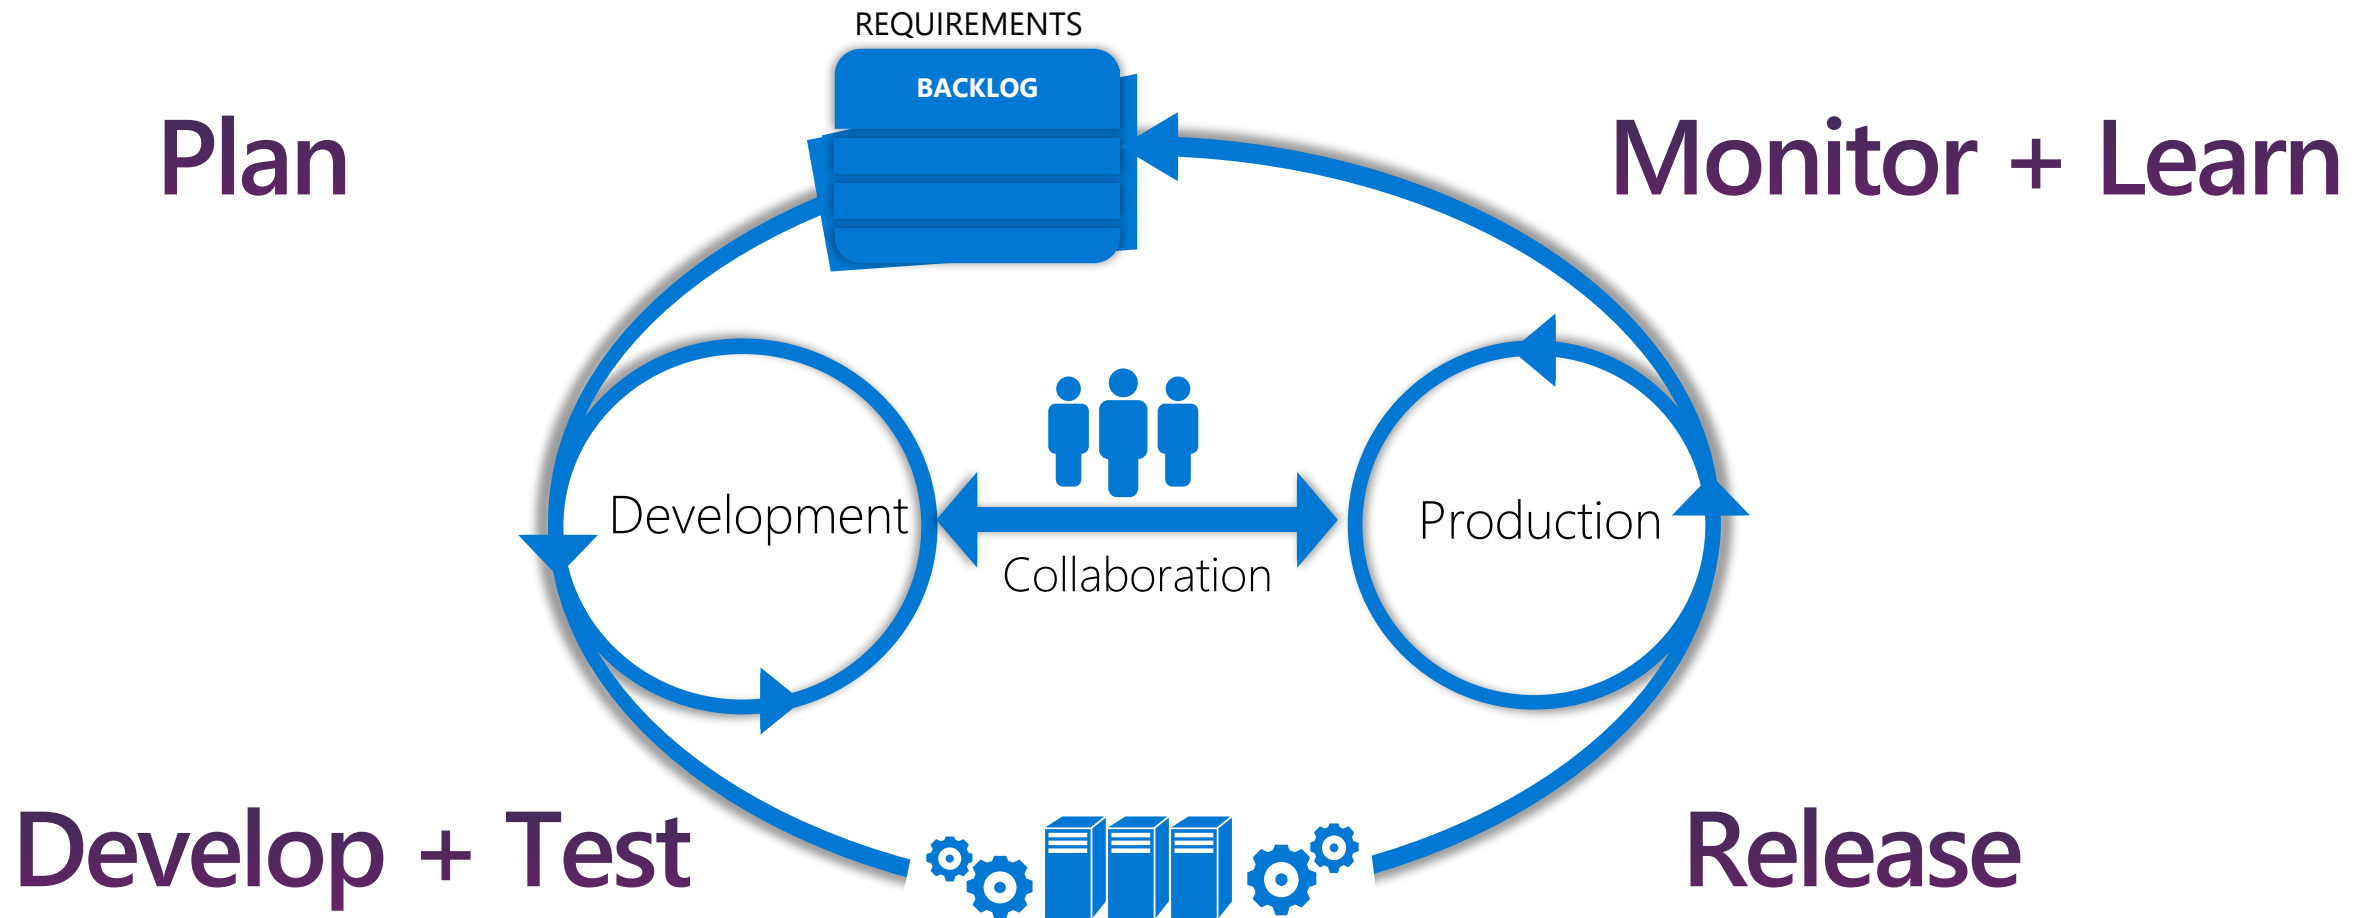 REQUIREMENTS
BACKLOG
Plan
Monitor + Learn
Development
Production
Collaboration
Develop + Test
Release